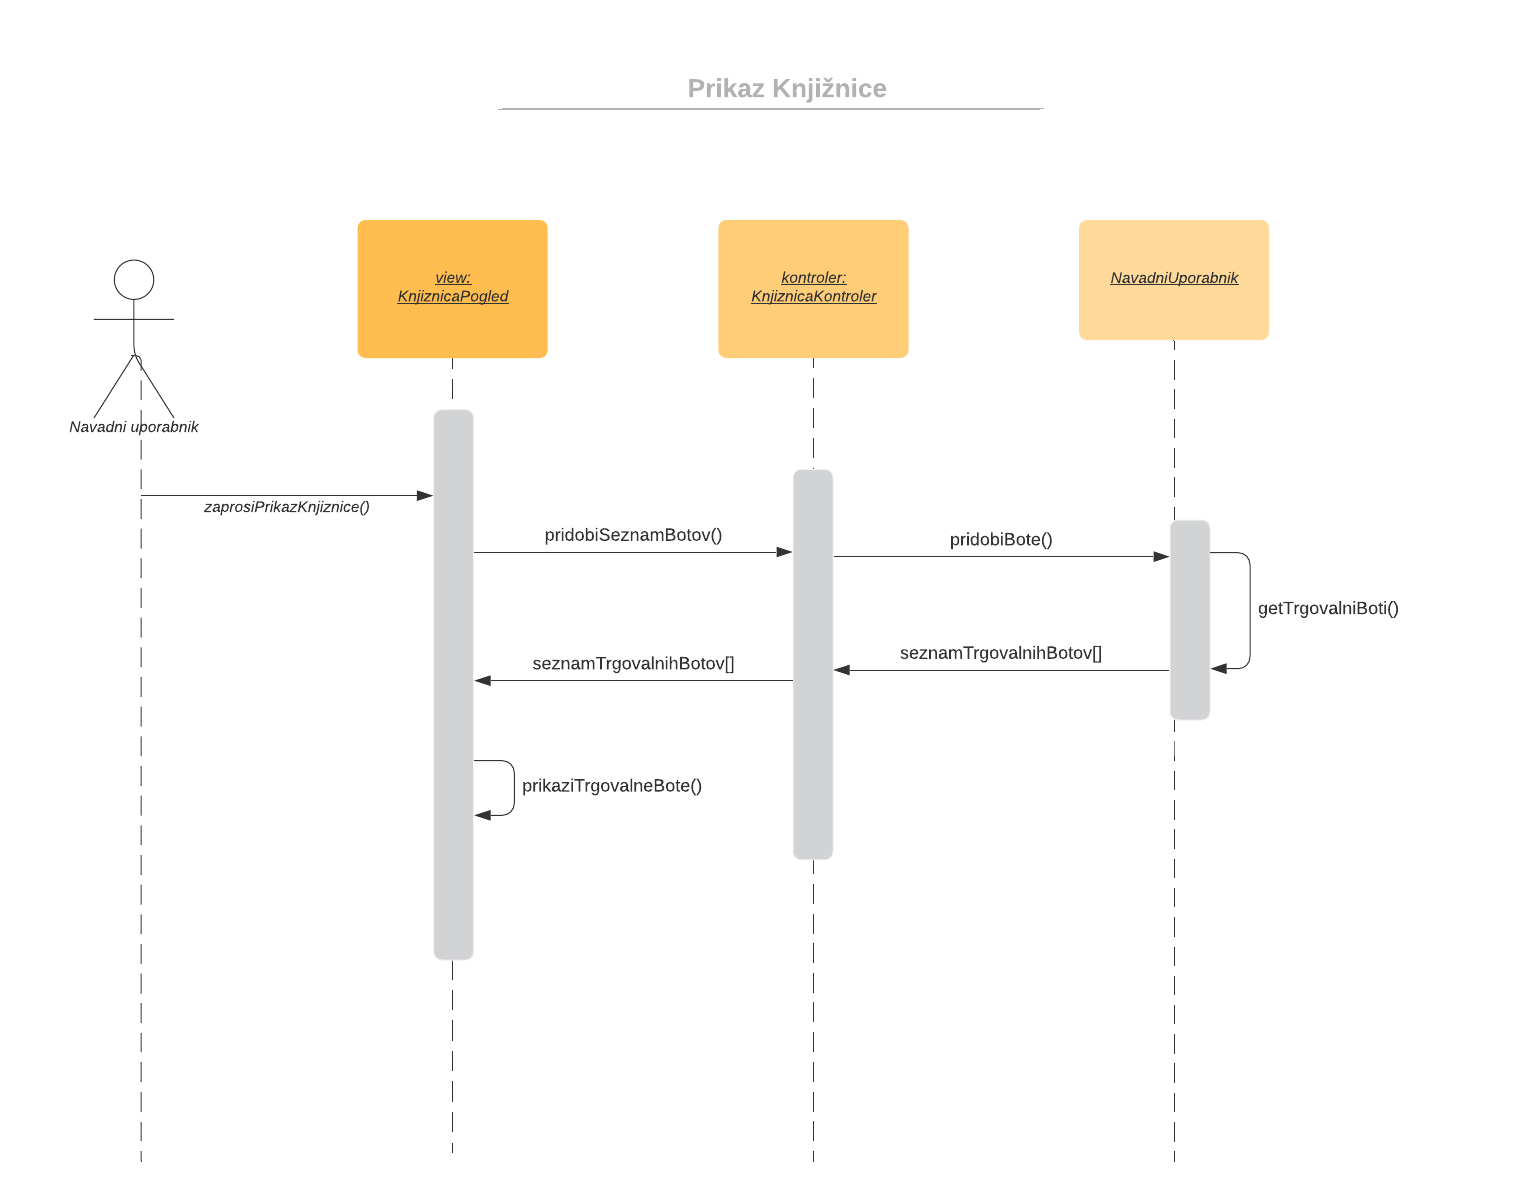 Prikaz Knjižnice
view:
KnjiznicaPogled
kontroler:
KnjiznicaKontroler
NavadniUporabnik
Navadni uporabnik
zaprosiPrikazKnjiznice()
pridobiSeznamBotov()
pridobiBote()
getTrgovalniBoti()
seznamTrgovalnihBotov[]
seznamTrgovalnihBotov[]
prikaziTrgovalneBote()